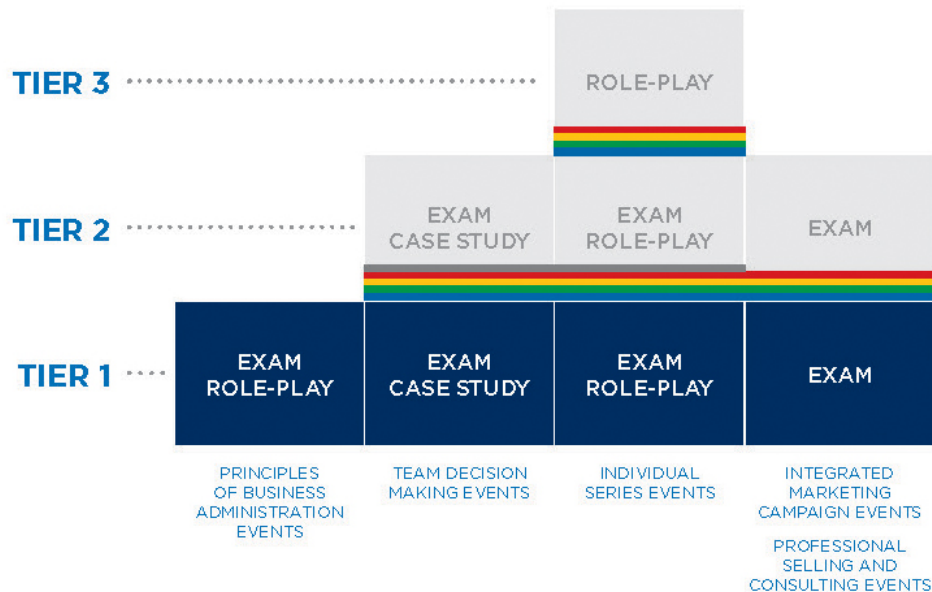 TIER 3
ROLE-PLAY
TIER 2
EXAM
CASE STUDY
EXAM
ROLE-PLAY
EXAM
TIER 1
EXAM
ROLE-PLAY
EXAM
CASE STUDY
EXAM
ROLE-PLAY
EXAM
PRINCIPLES
OF BUSINESS
ADMINISTRATION
EVENTS
TEAM DECISION
MAKING EVENTS
INDIVIDUAL
SERIES EVENTS
INTEGRATED
MARKETING
CAMPAIGN EVENTS
PROFESSIONAL
SELLING AND
CONSULTING EVENTS